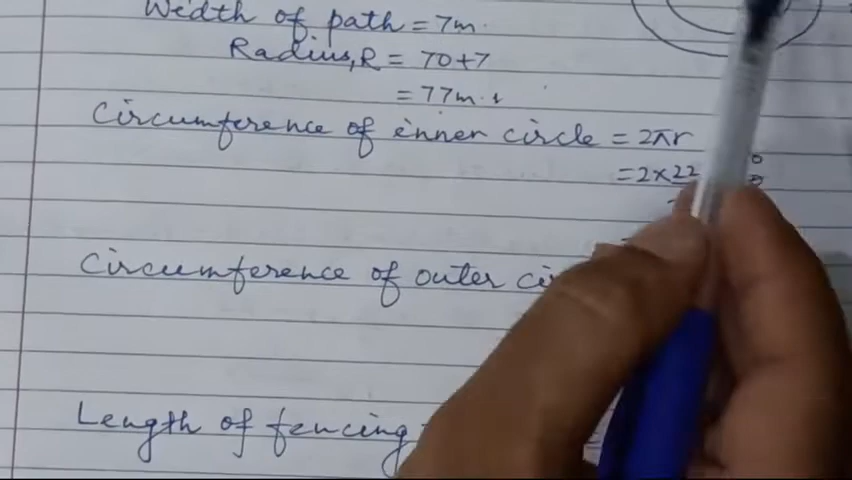 Width of path = 7m.
Radius, R = 70+7
= 77m.
Circumference of inner circle = 2πr
= 2×22
Circumference of outer
Length of fencing